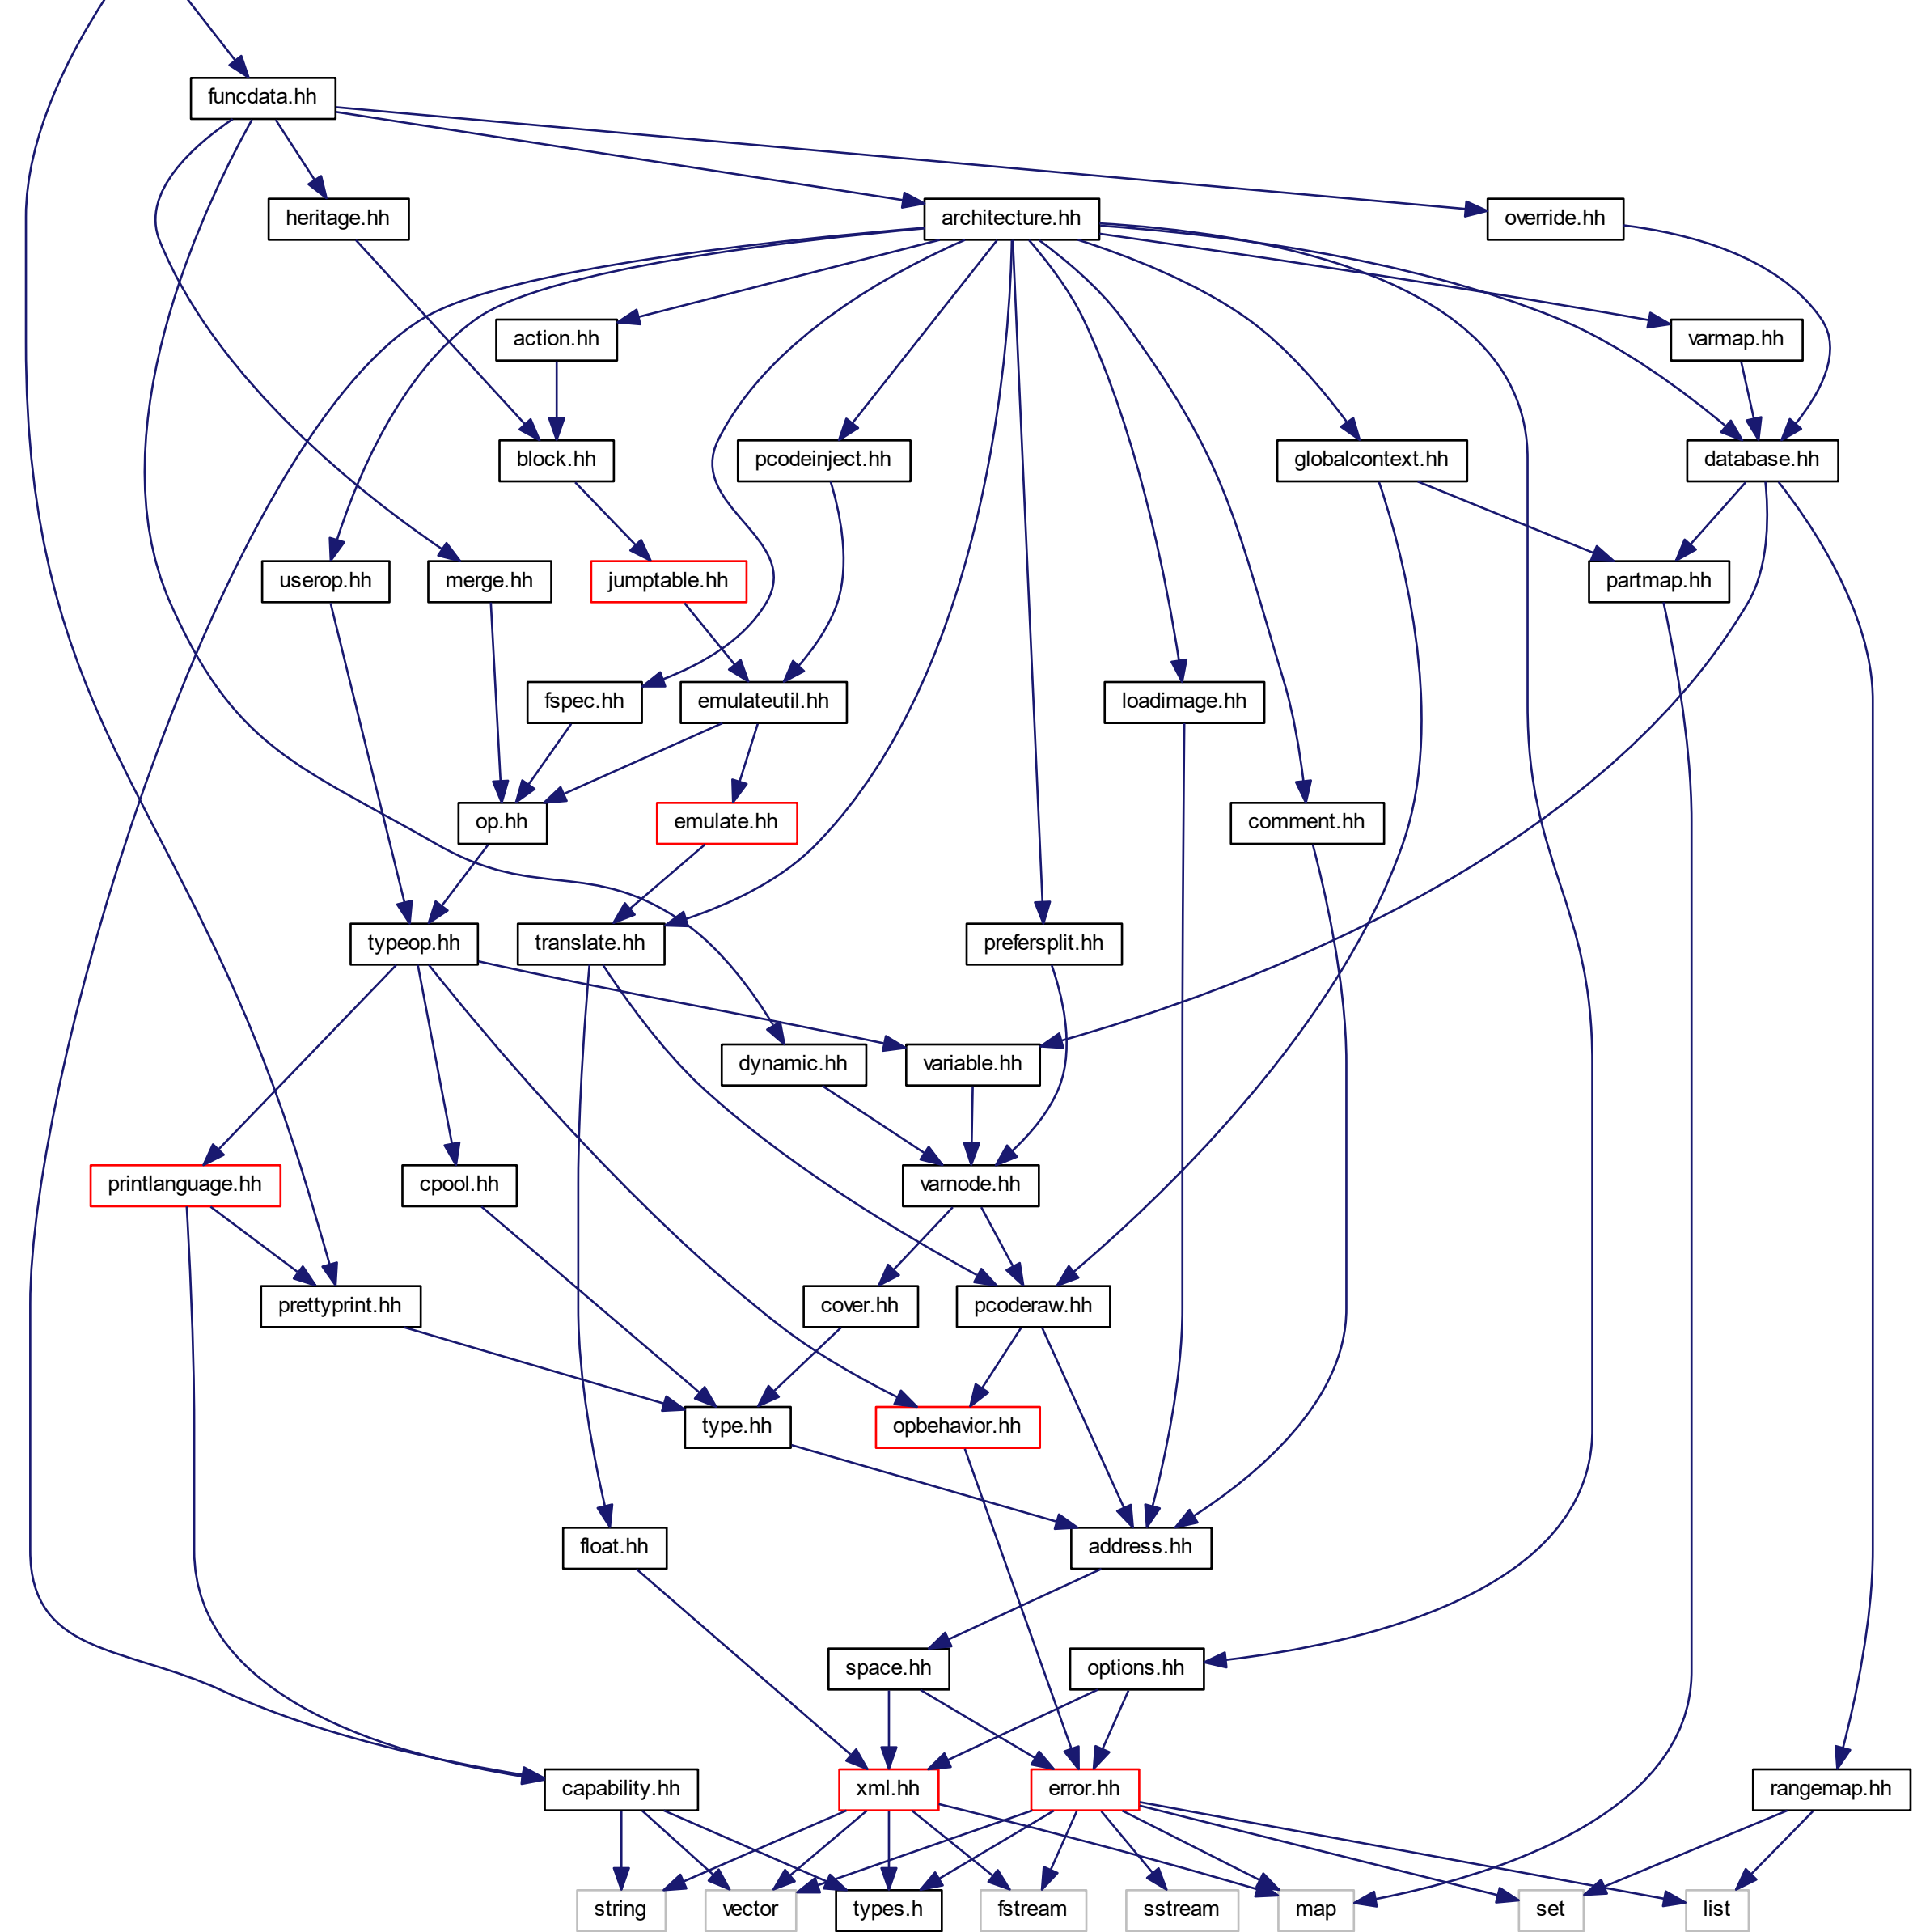 funcdata.hh
heritage.hh
architecture.hh
override.hh
action.hh
varmap.hh
block.hh
pcodeinject.hh
globalcontext.hh
database.hh
userop.hh
merge.hh
jumptable.hh
partmap.hh
fspec.hh
emulateutil.hh
loadimage.hh
op.hh
emulate.hh
comment.hh
typeop.hh
translate.hh
prefersplit.hh
dynamic.hh
variable.hh
printlanguage.hh
cpool.hh
varnode.hh
prettyprint.hh
cover.hh
pcoderaw.hh
type.hh
opbehavior.hh
float.hh
address.hh
space.hh
options.hh
capability.hh
xml.hh
error.hh
rangemap.hh
string
vector
types.h
fstream
sstream
map
set
list